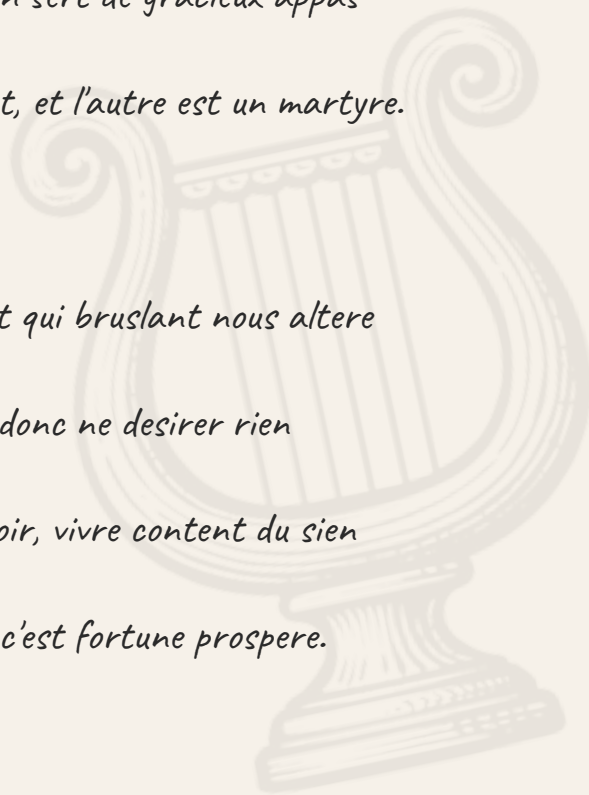 sert de gracieux appas
et l'autre est un martyre.
qui bruslant nous altere
donc ne desirer rien
vivre content du sien
c'est fortune prospere.